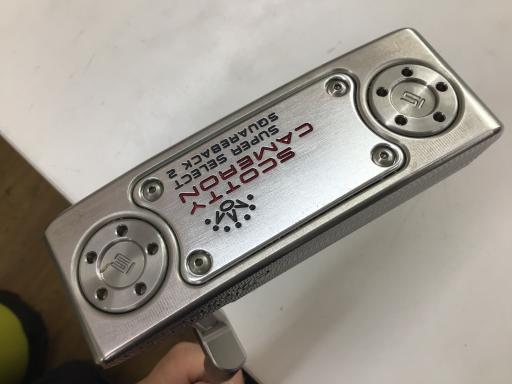 SCOTTY
CAMERON
SUPER SELECT
SQUAREBACK 2